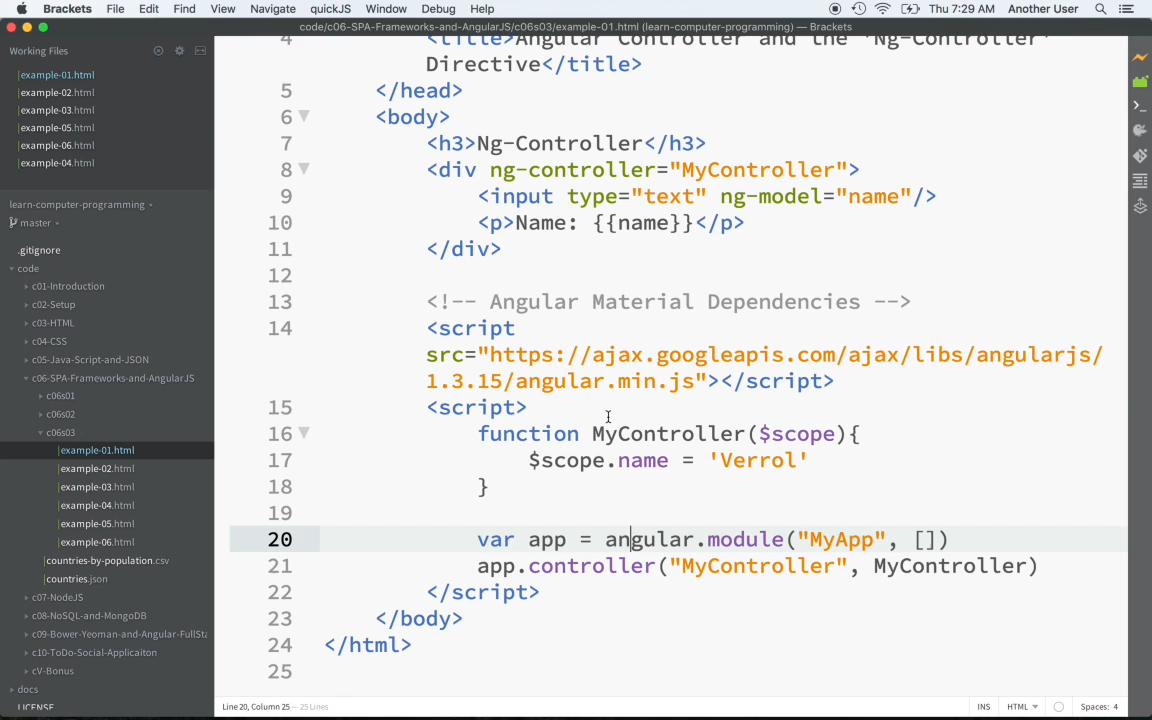 Brackets File Edit Find View Navigate quickJS Window Debug Help Thu 7:29 AM Another User
code/c06-SPA-Frameworks-and-AngularJS/c06s03/example-01.html (learn-computer-programming) — Brackets
Working Files
example-01.html
example-02.html
example-03.html
example-05.html
example-06.html
example-04.html
learn-computer-programming
master
.gitignore
code
c01-Introduction
c02-Setup
c03-HTML
c04-CSS
c05-Java-Script-and-JSON
c06-SPA-Frameworks-and-AngularJS
c06s01
c06s02
c06s03
example-01.html
example-02.html
example-03.html
example-04.html
example-05.html
example-06.html
countries-by-population.csv
countries.json
c07-NodeJS
c08-NoSQL-and-MongoDB
c09-Bower-Yeoman-and-Angular-FullSta
c10-ToDo-Social-Applicaiton
cV-Bonus
docs
LICENSE
4 <title>Angular Controller and the 'Ng-Controller'
Directive</title>
5 </head>
6 <body>
7 <h3>Ng-Controller</h3>
8 <div ng-controller="MyController">
9 <input type="text" ng-model="name"/>
10 <p>Name: {{name}}</p>
11 </div>
12
13 <!-- Angular Material Dependencies -->
14 <script
src="https://ajax.googleapis.com/ajax/libs/angularjs/
1.3.15/angular.min.js"></script>
15 <script>
16 function MyController($scope){
17 $scope.name = 'Verrol'
18 }
19
20 var app = angular.module("MyApp", [])
21 app.controller("MyController", MyController)
22 </script>
23 </body>
24 </html>
25
Line 20, Column 25 — 25 Lines
INS HTML Spaces: 4